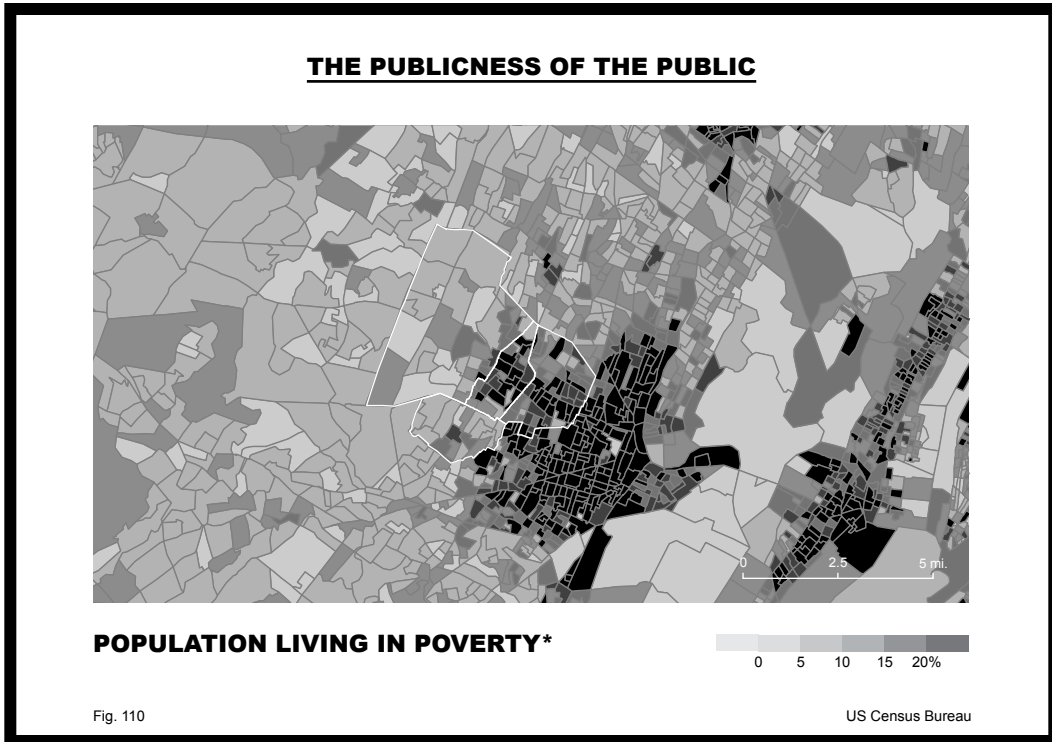 THE PUBLICNESS OF THE PUBLIC
0 2.5 5 mi.
POPULATION LIVING IN POVERTY*
0 5 10 15 20%
Fig. 110
US Census Bureau